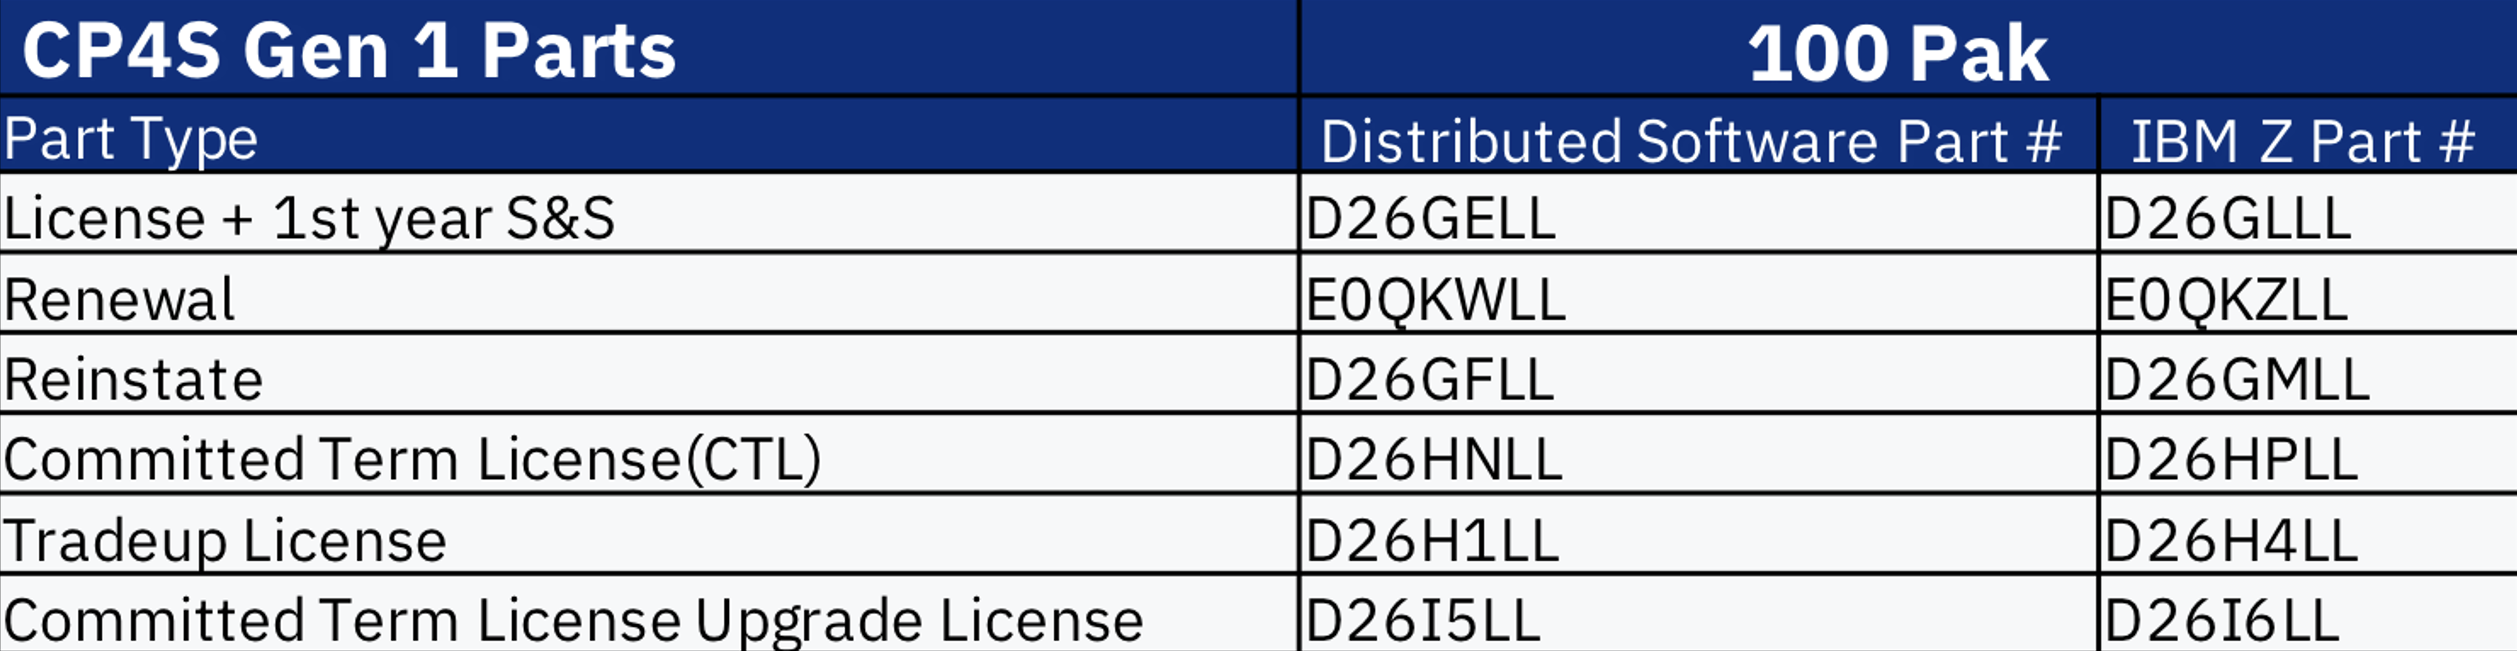 CP4S Gen 1 Parts 100 Pak
Part Type Distributed Software Part # IBM Z Part #
License + 1st year S&S D26GELL D26GLLL
Renewal E0QKWLL E0QKZLL
Reinstate D26GFLL D26GMLL
Committed Term License(CTL) D26HNLL D26HPLL
Tradeup License D26H1LL D26H4LL
Committed Term License Upgrade License D26I5LL D26I6LL